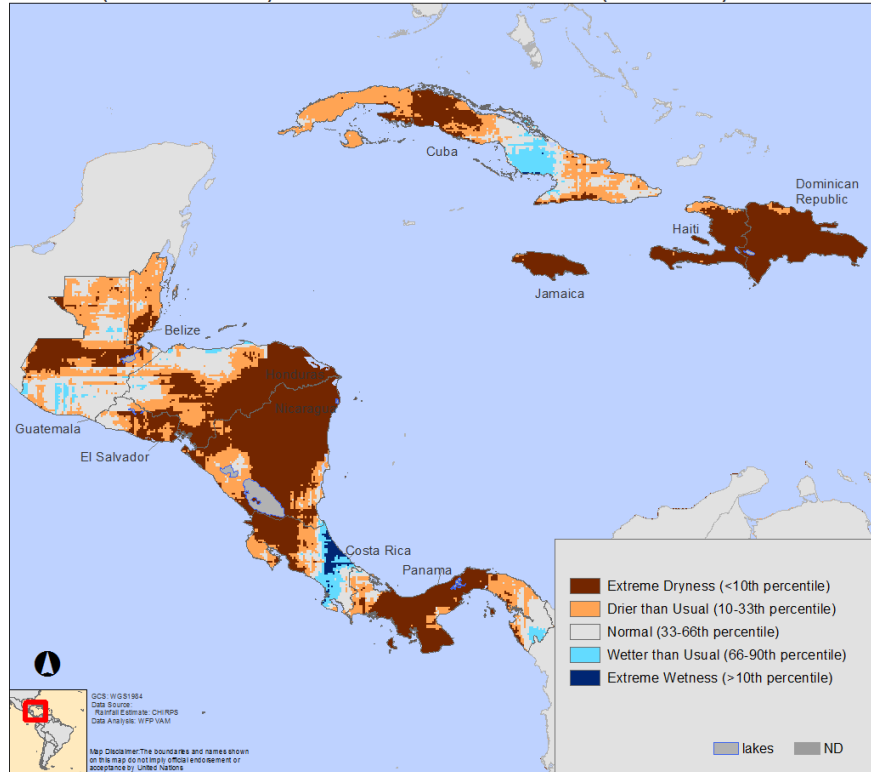 Cuba
Dominican
Republic
Haiti
Jamaica
Belize
Honduras
Nicaragua
Guatemala
El Salvador
Costa Rica
Panama
Extreme Dryness (<10th percentile)
Drier than Usual (10-33th percentile)
Normal (33-66th percentile)
Wetter than Usual (66-90th percentile)
Extreme Wetness (>10th percentile)
lakes
ND
GCS: WGS1984
Data Source:
Rainfall Estimate: CHIRPS
Data Analysis: WFP VAM
Map Disclaimer:The boundaries and names shown
on this map do not imply official endorsement or
acceptance by United Nations